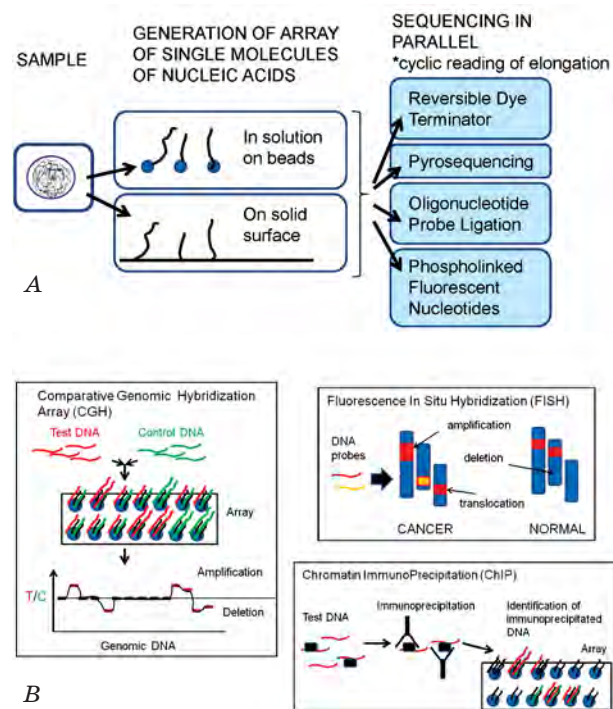 SAMPLE
GENERATION OF ARRAY
OF SINGLE MOLECULES
OF NUCLEIC ACIDS
SEQUENCING IN
PARALLEL
*cyclic reading of elongation
In solution
on beads
On solid
surface
Reversible Dye
Terminator
Pyrosequencing
Oligonucleotide
Probe Ligation
Phospholinked
Fluorescent
Nucleotides
A
Comparative Genomic Hybridization
Array (CGH)
Test DNA
Control DNA
Array
Amplification
T/C
Deletion
Genomic DNA
Fluorescence In Situ Hybridization (FISH)
amplification
DNA
probes
deletion
translocation
CANCER
NORMAL
Chromatin ImmunoPrecipitation (ChIP)
Test DNA
Immunoprecipitation
Identification of
immunoprecipitated
DNA
Array
B